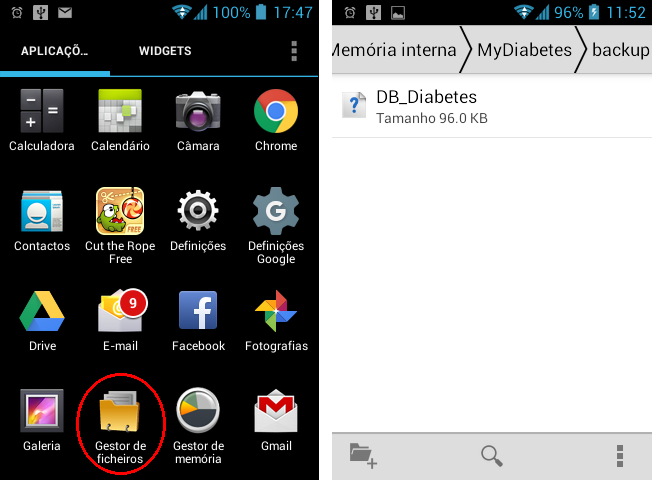 100% 17:47
APLICAÇÕ… WIDGETS
Calculadora Calendário Câmara Chrome
FREE
Contactos Cut the Rope Free Definições Definições Google
9
Drive E-mail Facebook Fotografias
Galeria Gestor de ficheiros Gestor de memória Gmail
96% 11:52
Memória interna MyDiabetes backup
DB_Diabetes
Tamanho 96.0 KB